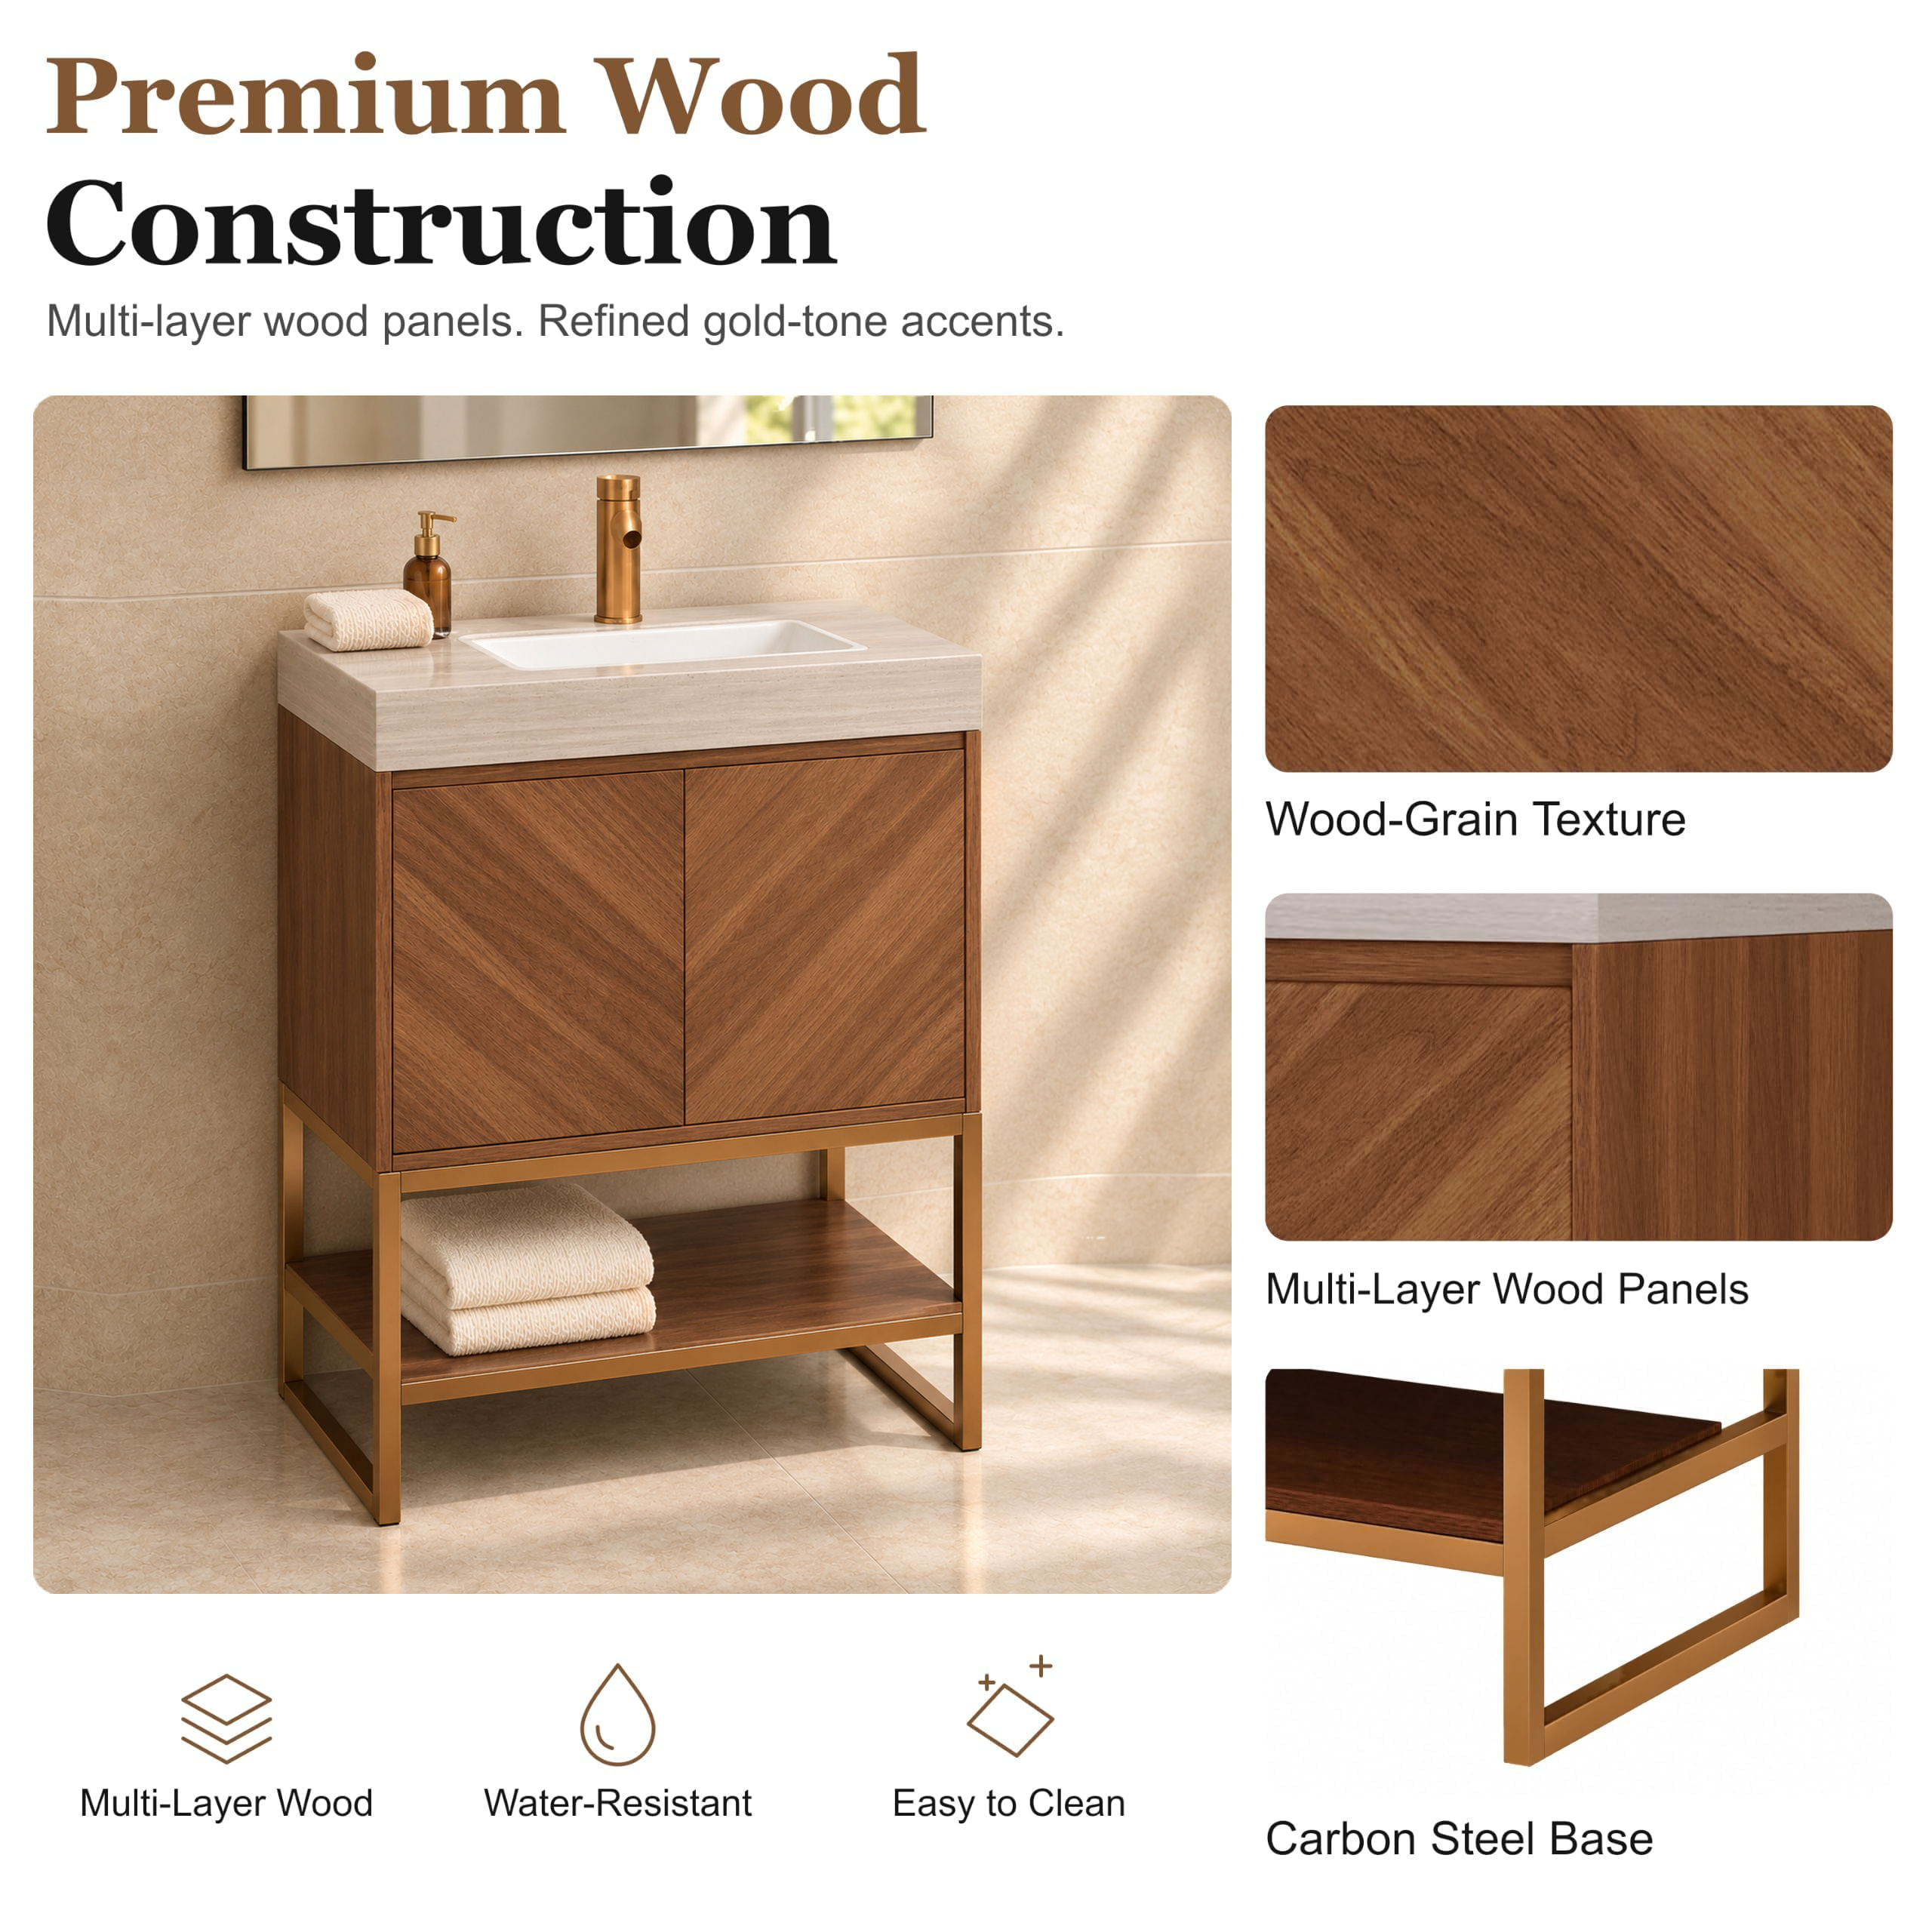 Premium Wood
Construction
Multi-layer wood panels. Refined gold-tone accents.
Wood-Grain Texture
Multi-Layer Wood Panels
Carbon Steel Base
Multi-Layer Wood
Water-Resistant
Easy to Clean